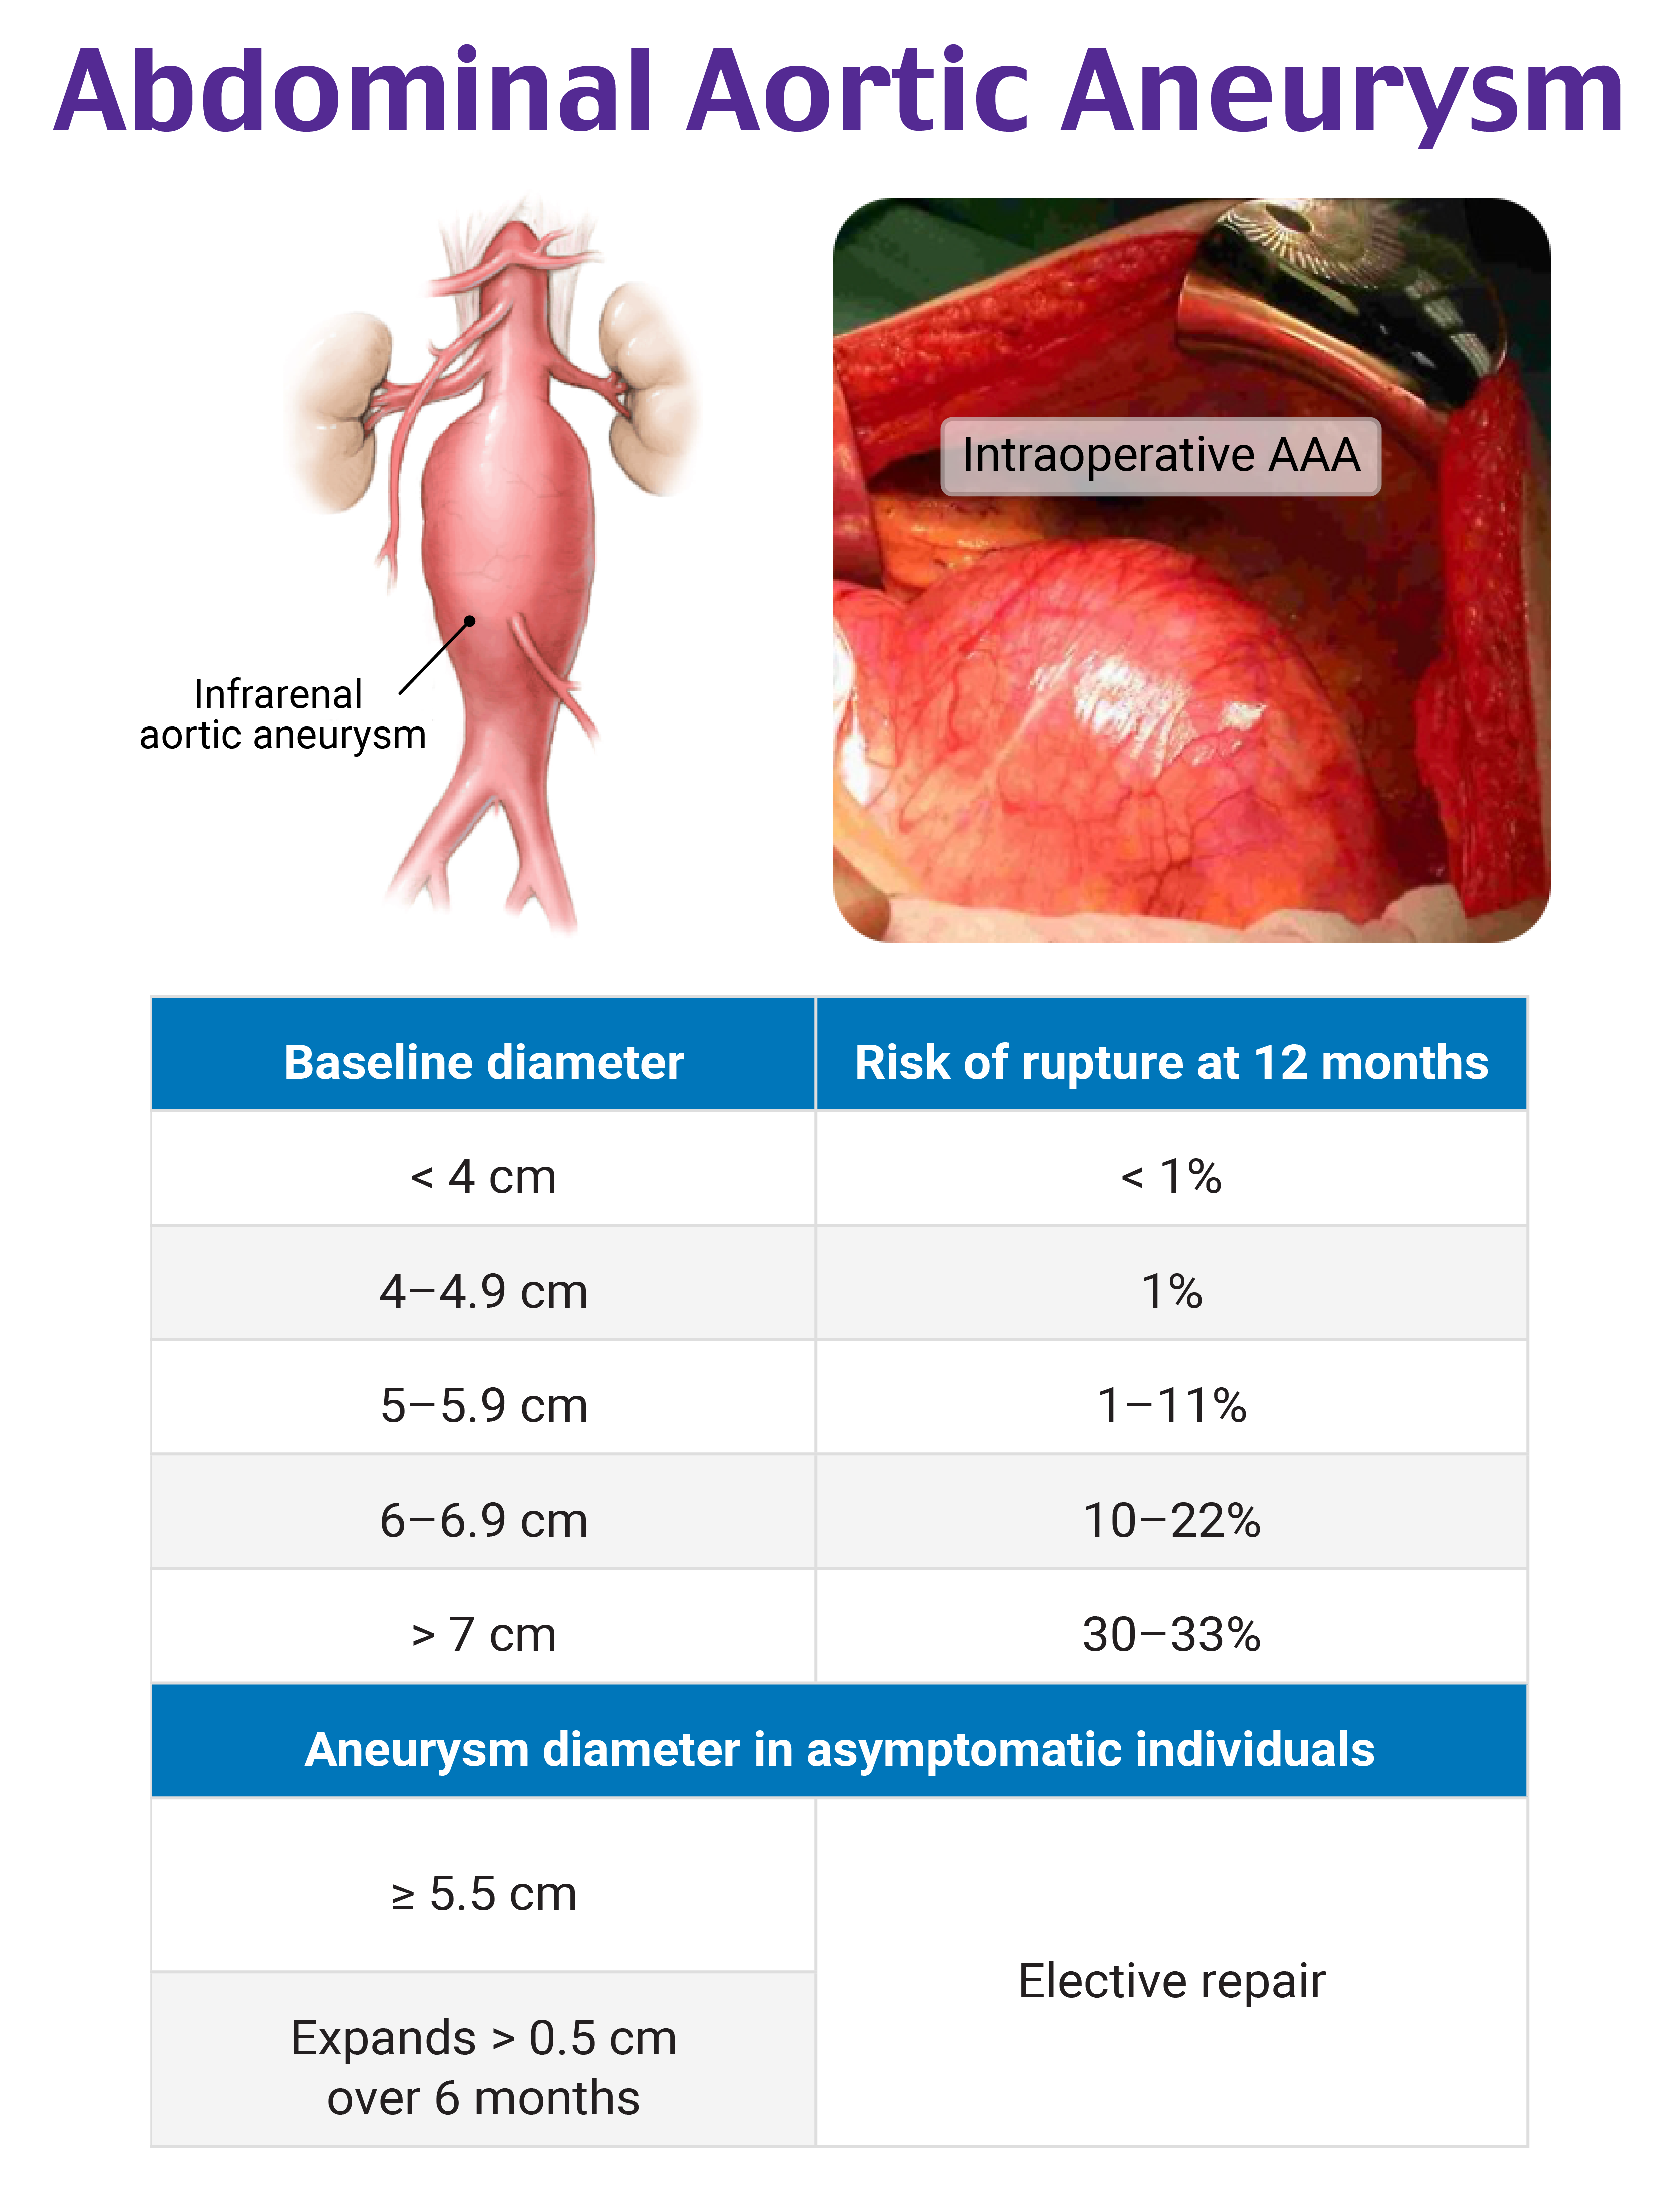 Abdominal Aortic Aneurysm
Intraoperative AAA
Infrarenal
aortic aneurysm
Baseline diameter
Risk of rupture at 12 months
< 4 cm
< 1%
4–4.9 cm
1%
5–5.9 cm
1–11%
6–6.9 cm
10–22%
> 7 cm
30–33%
Aneurysm diameter in asymptomatic individuals
≥ 5.5 cm
Elective repair
Expands > 0.5 cm
over 6 months